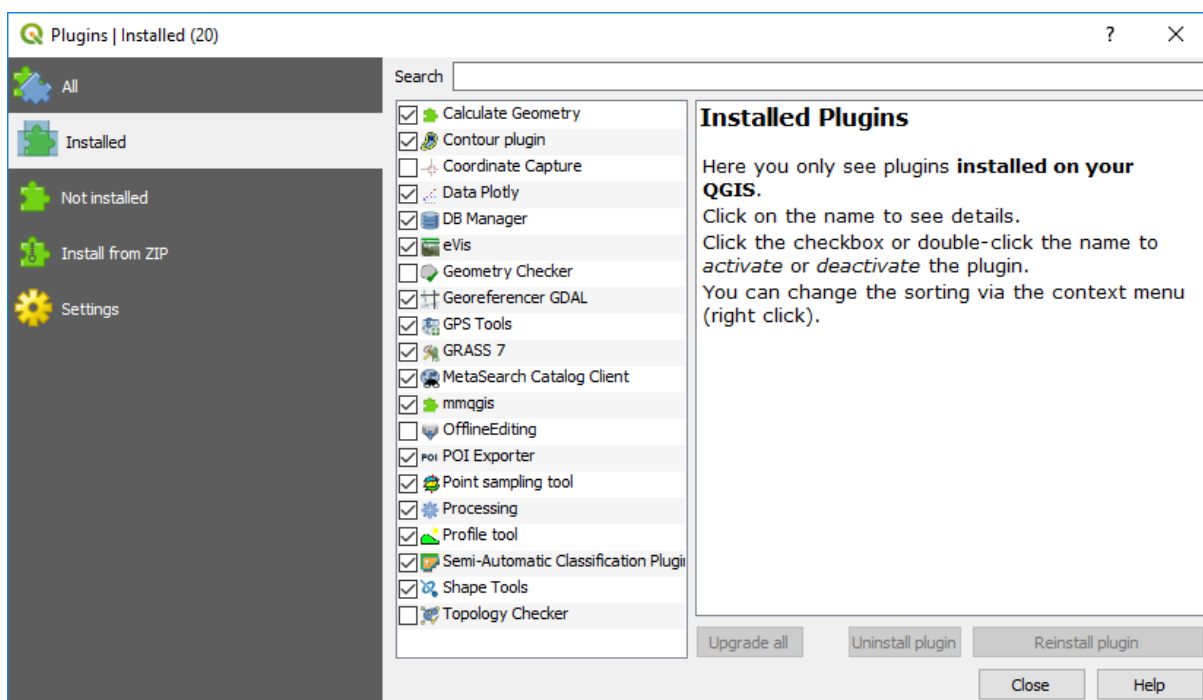 Plugins | Installed (20)
?
All
Installed
Not installed
Install from ZIP
Settings
Search
Calculate Geometry
Contour plugin
Coordinate Capture
Data Plotly
DB Manager
eVis
Geometry Checker
Georeferencer GDAL
GPS Tools
GRASS 7
MetaSearch Catalog Client
mmqgis
OfflineEditing
POI POI Exporter
Point sampling tool
Processing
Profile tool
Semi-Automatic Classification Plugi
Shape Tools
Topology Checker
Installed Plugins
Here you only see plugins installed on your
QGIS.
Click on the name to see details.
Click the checkbox or double-click the name to
activate or deactivate the plugin.
You can change the sorting via the context menu
(right click).
Upgrade all
Uninstall plugin
Reinstall plugin
Close
Help